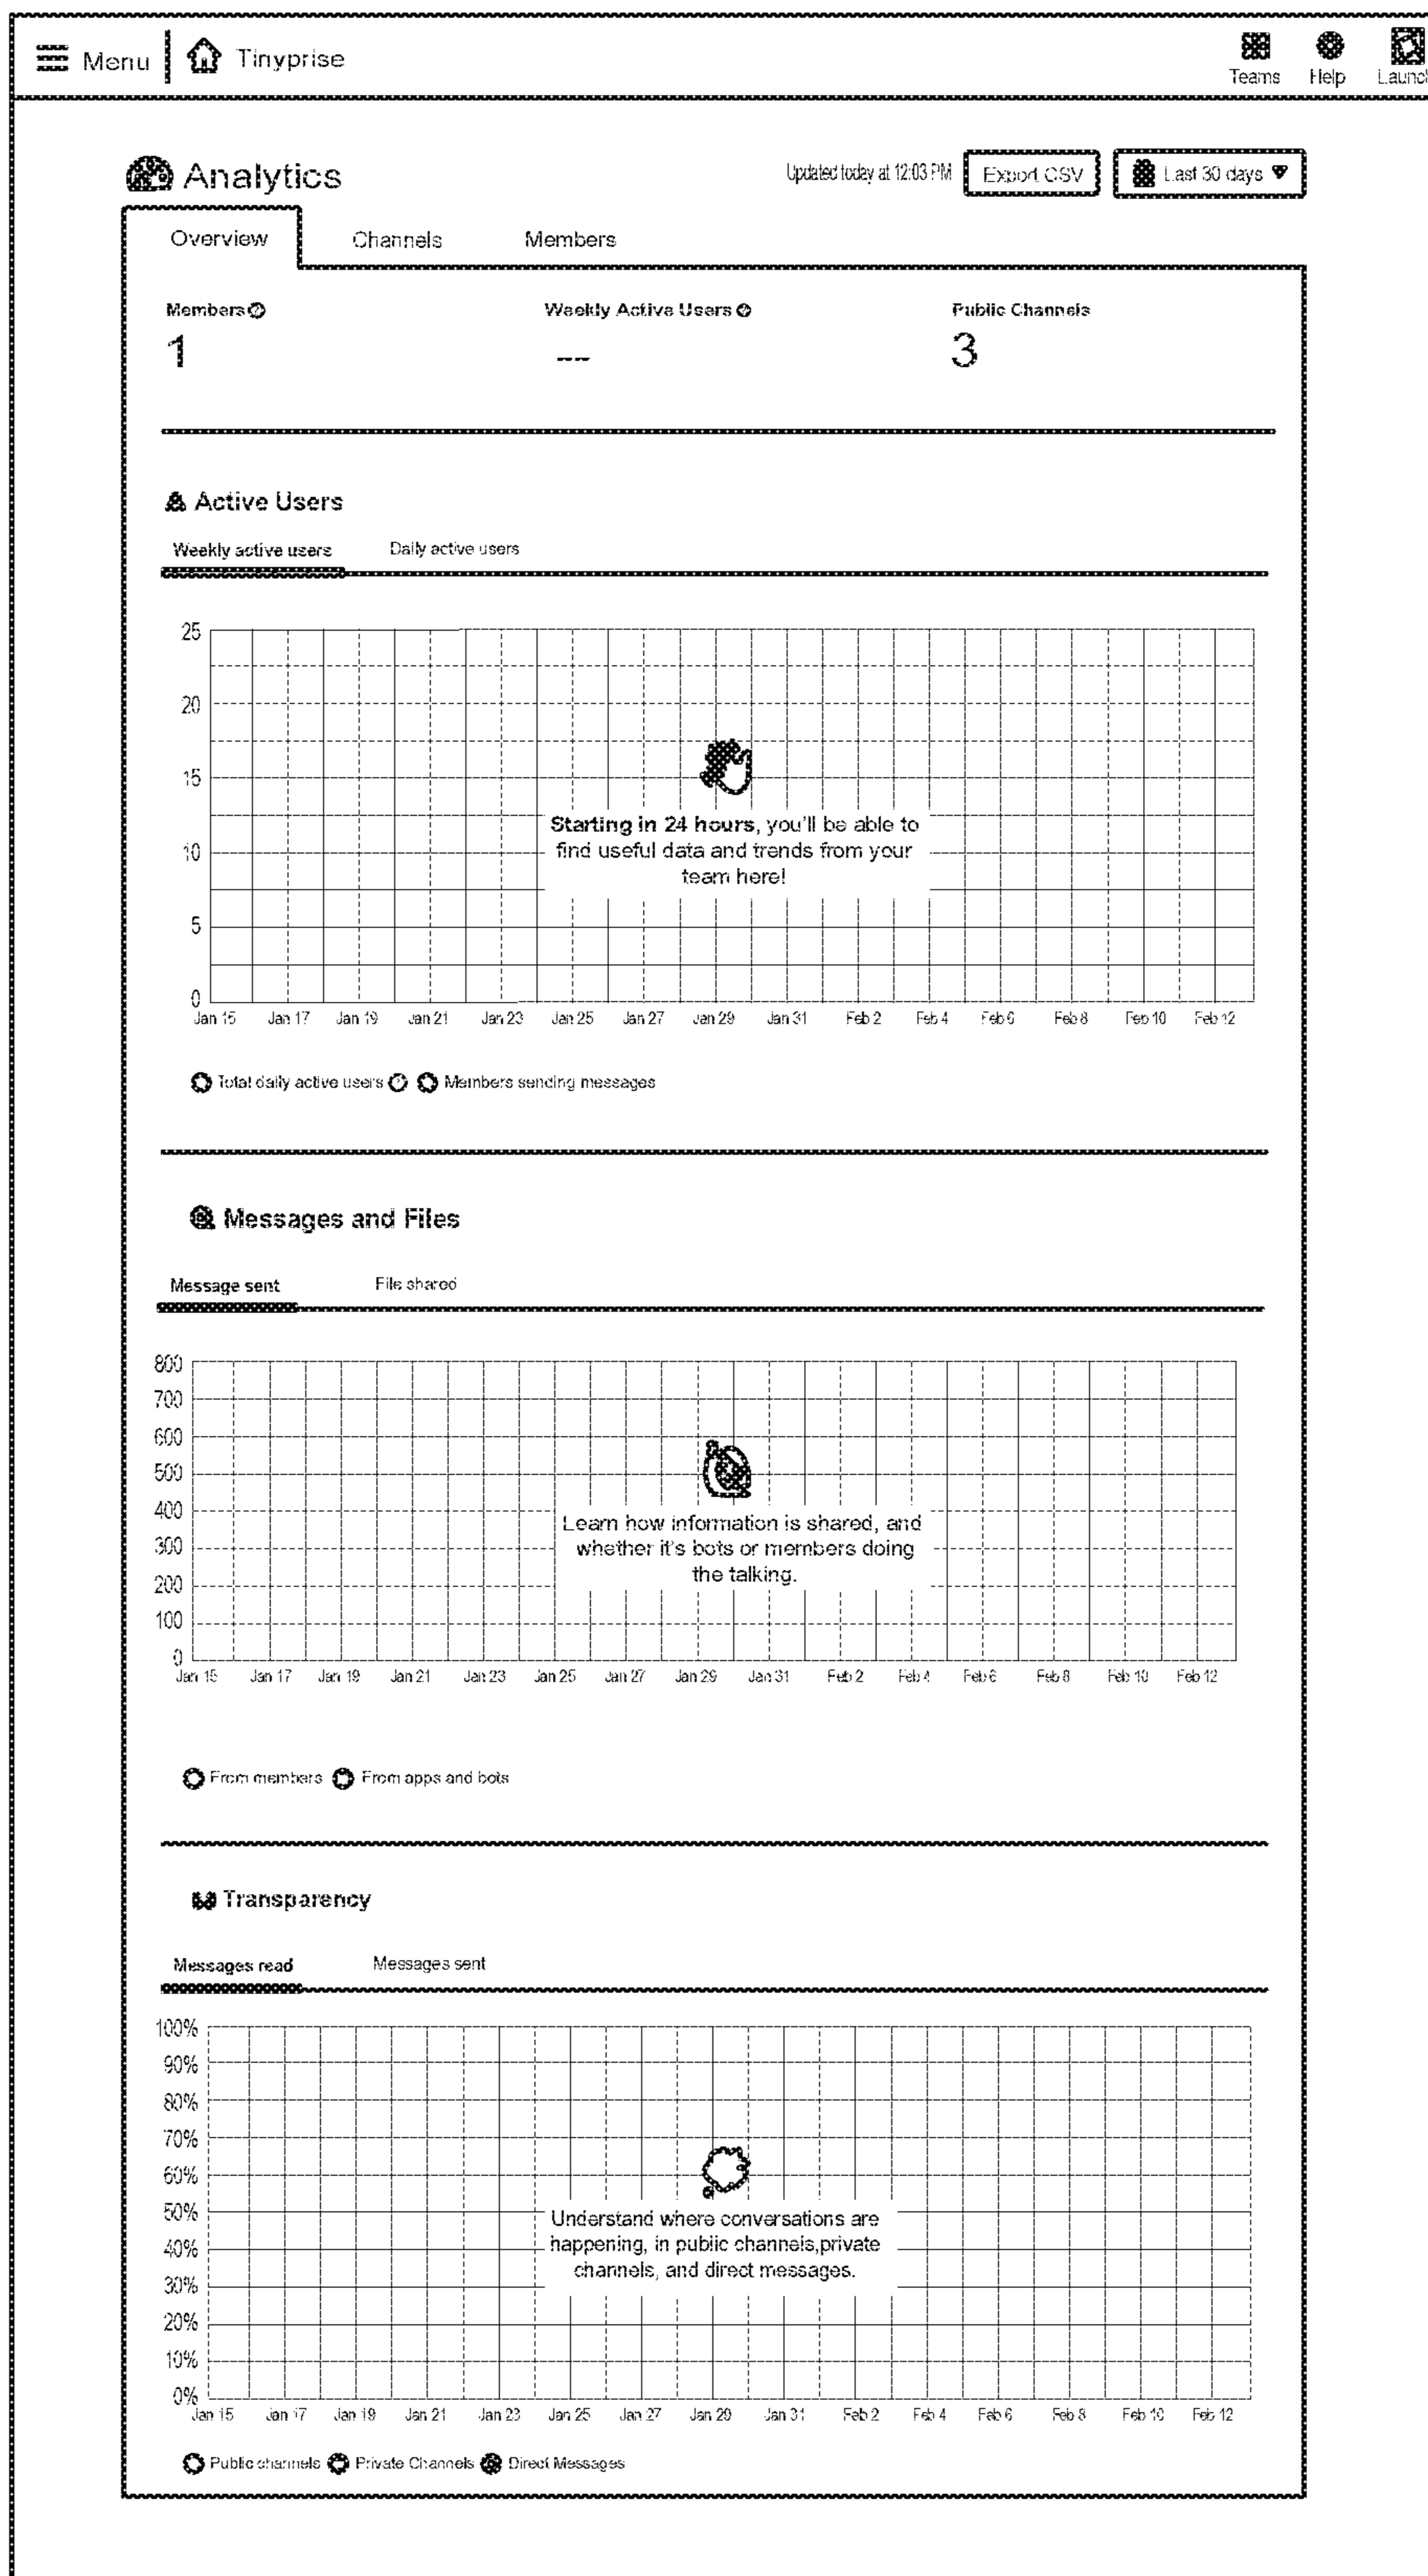 Menu Tinyprise
Teams Help Launch
Analytics
Updated today at 12:03 PM Export CSV Last 30 days
Overview Channels Members
Members Weekly Active Users Public Channels
1 -- 3
Active Users
Weekly active users Daily active users
25
20
15
Starting in 24 hours, you'll be able to
find useful data and trends from your
team here!
10
5
0
Jan 15 Jan 17 Jan 19 Jan 21 Jan 23 Jan 25 Jan 27 Jan 29 Jan 31 Feb 2 Feb 4 Feb 6 Feb 8 Feb 10 Feb 12
Total daily active users ? Members sending messages
Messages and Files
Message sent File shared
800
700
600
500
400
300
200
100
0
Learn how information is shared, and
whether it's bots or members doing
the talking.
Jan 15 Jan 17 Jan 19 Jan 21 Jan 23 Jan 25 Jan 27 Jan 29 Jan 31 Feb 2 Feb 4 Feb 6 Feb 8 Feb 10 Feb 12
From members From apps and bots
Transparency
Messages read Messages sent
100%
90%
80%
70%
60%
50%
40%
30%
20%
10%
0%
Understand where conversations are
happening, in public channels,private
channels, and direct messages.
Jan 15 Jan 17 Jan 19 Jan 21 Jan 23 Jan 25 Jan 27 Jan 29 Jan 31 Feb 2 Feb 4 Feb 6 Feb 8 Feb 10 Feb 12
Public channels Private Channels Direct Messages